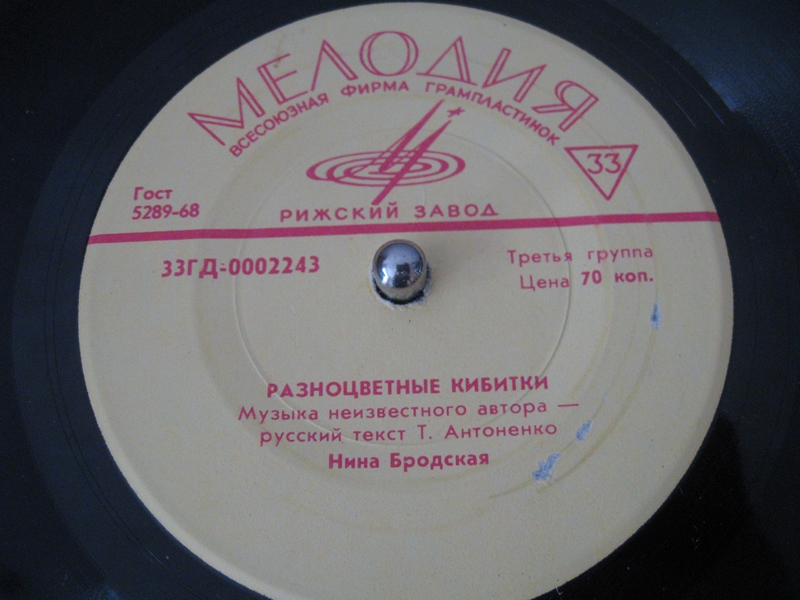 МЕЛОДИЯ
ВСЕСОЮЗНАЯ ФИРМА ГРАМПЛАСТИНОК
33
Гост
5289-68
РИЖСКИЙ ЗАВОД
33ГД-0002243
Третья группа
Цена 70 коп.
РАЗНОЦВЕТНЫЕ КИБИТКИ
Музыка неизвестного автора —
русский текст Т. Антоненко
Нина Бродская